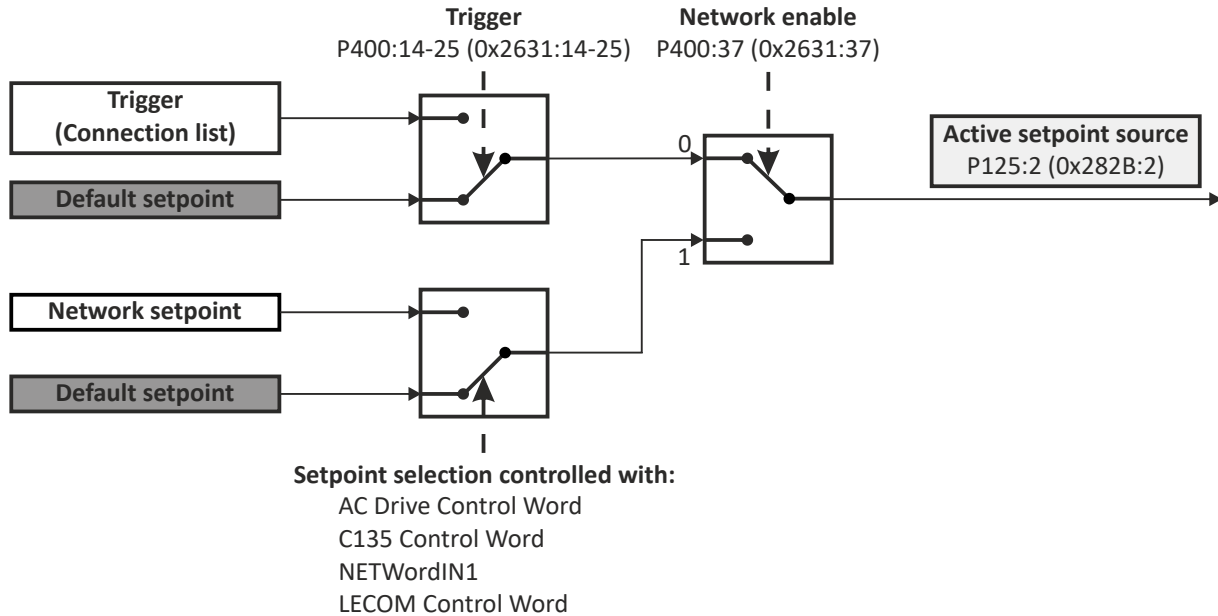 Trigger
P400:14-25 (0x2631:14-25)
Network enable
P400:37 (0x2631:37)
Trigger
(Connection list)
Default setpoint
0
1
Active setpoint source
P125:2 (0x282B:2)
Network setpoint
Default setpoint
Setpoint selection controlled with:
AC Drive Control Word
C135 Control Word
NETWordIN1
LECOM Control Word